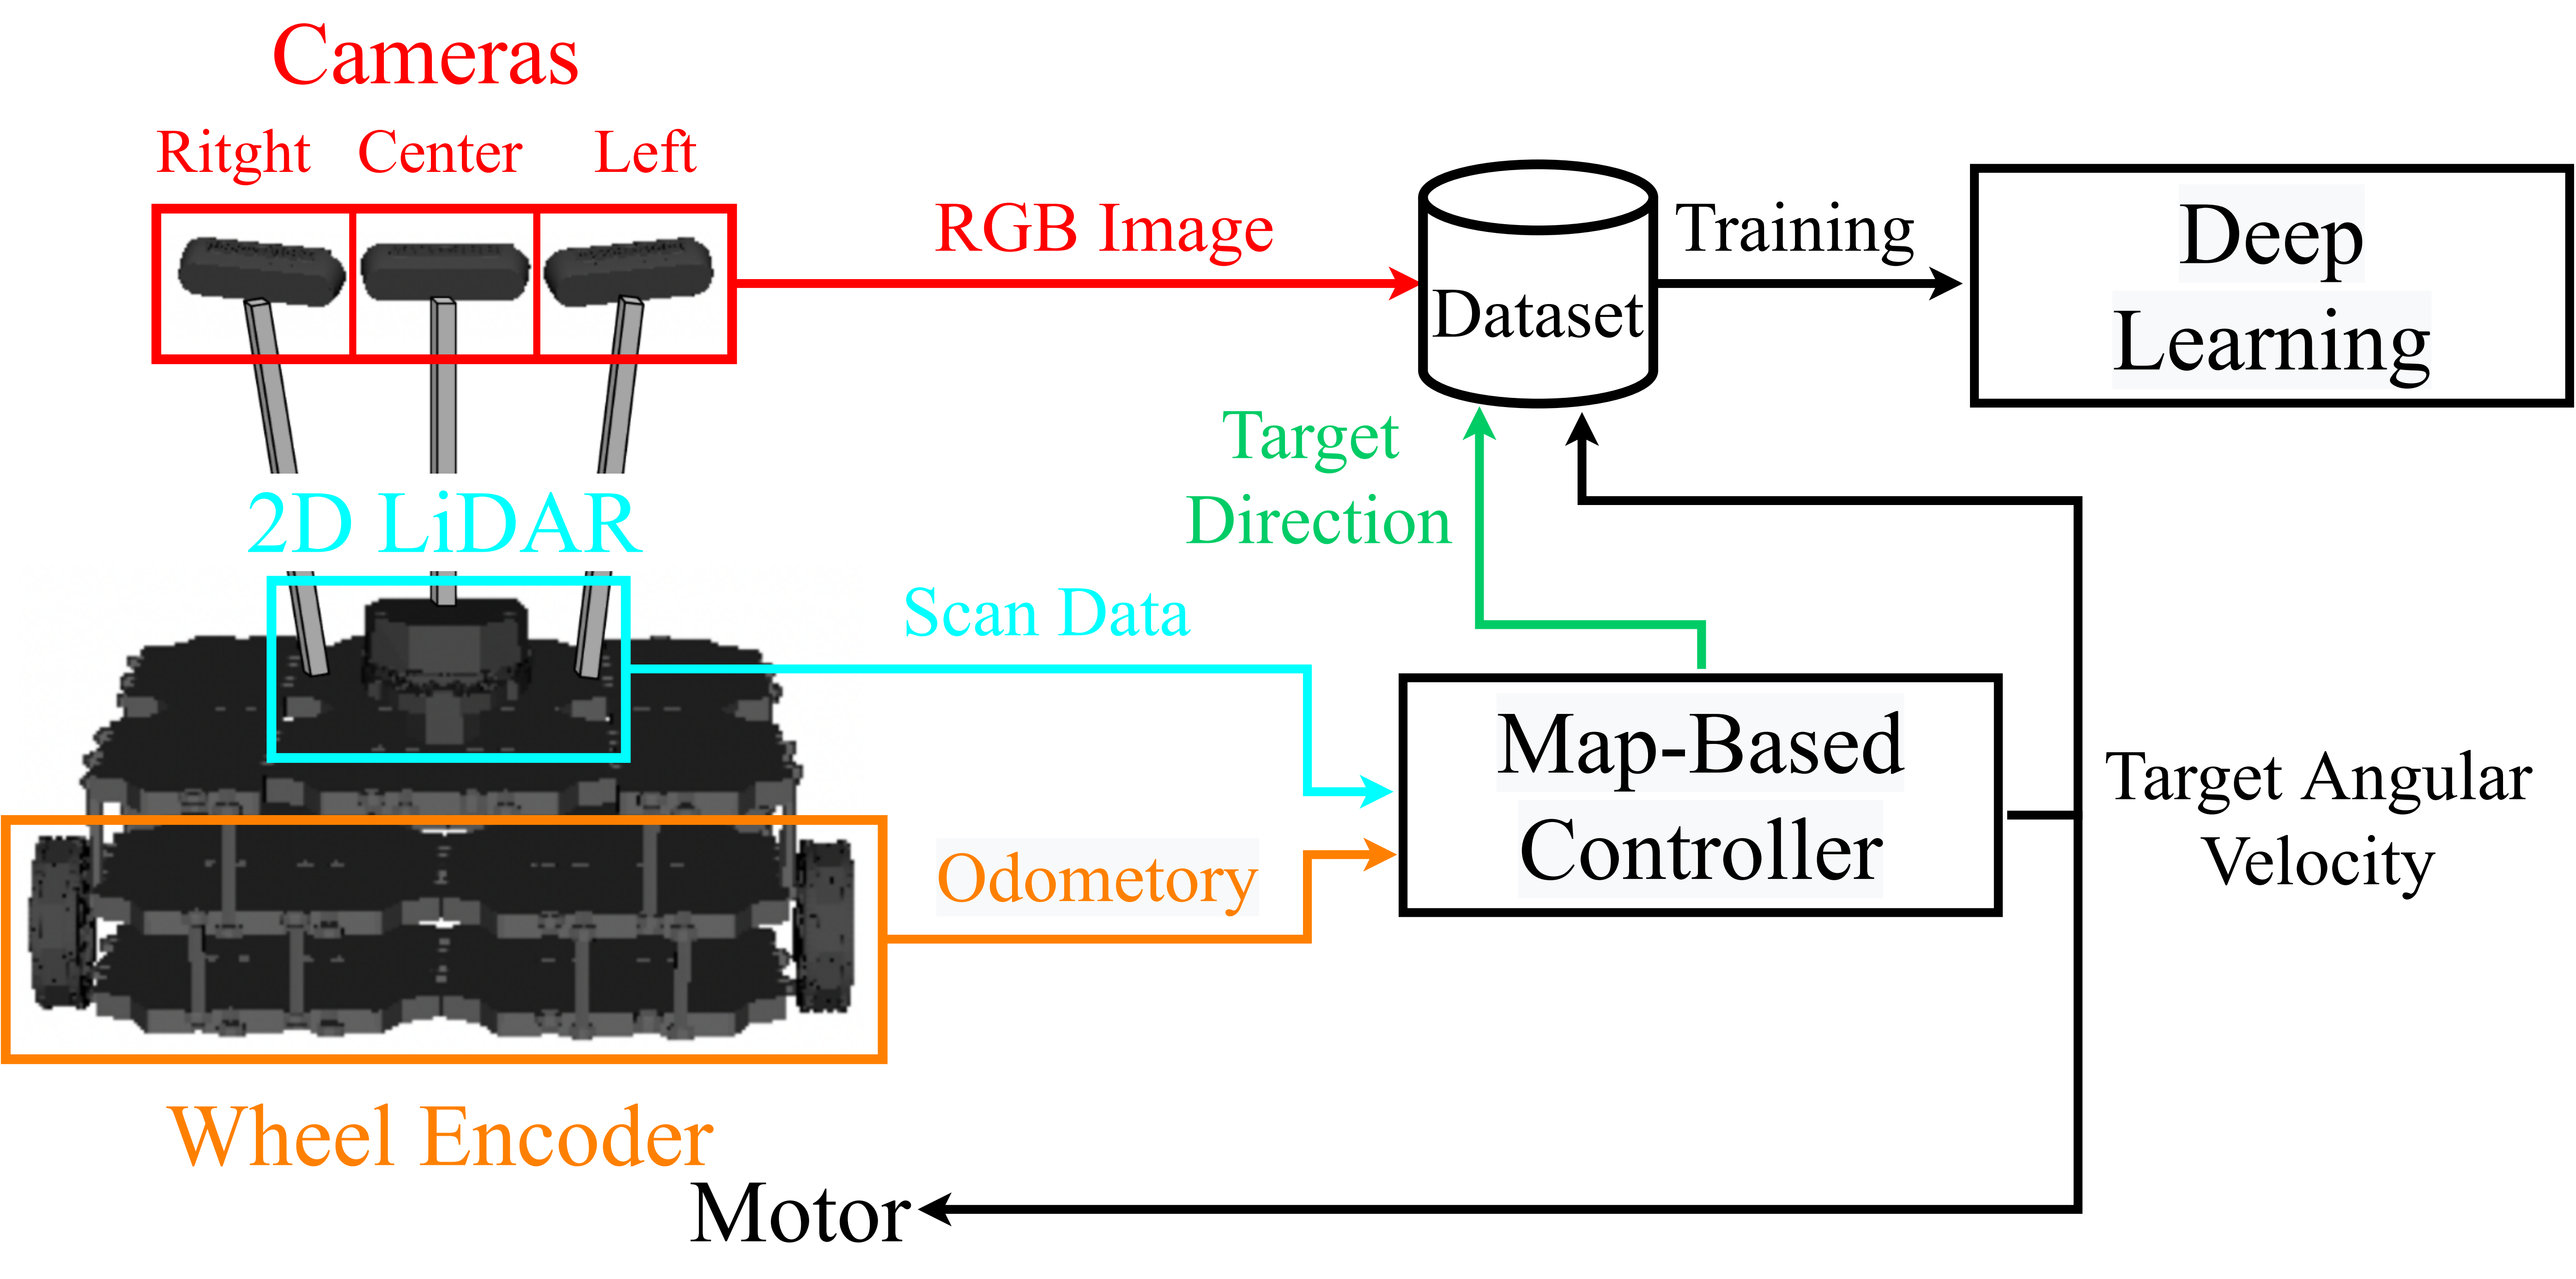 Cameras
Ritght Center Left
RGB Image
Dataset
Training
Deep
Learning
Target
Direction
2D LiDAR
Scan Data
Map-Based
Controller
Target Angular
Velocity
Odometory
Wheel Encoder
Motor